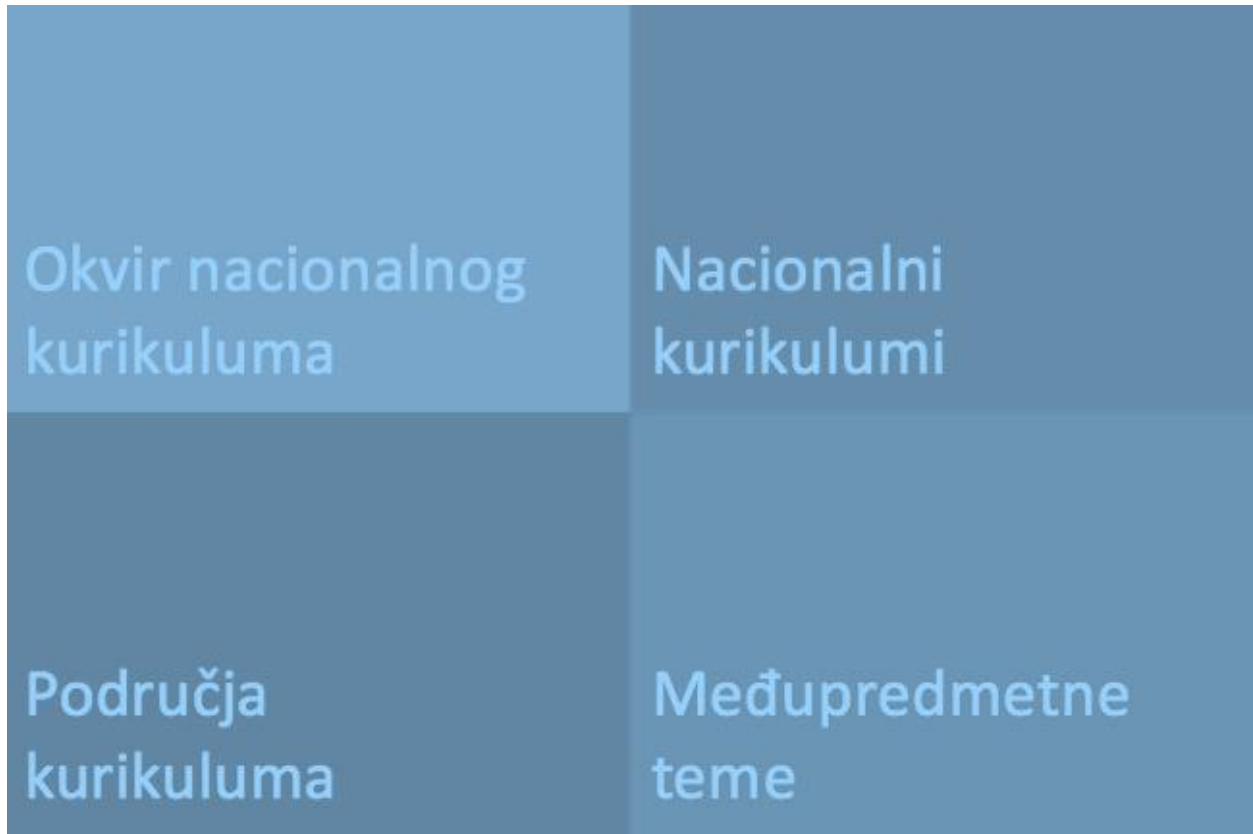 Okvir nacionalnog
kurikuluma
Nacionalni
kurikulumi
Područja
kurikuluma
Međupredmetne
teme